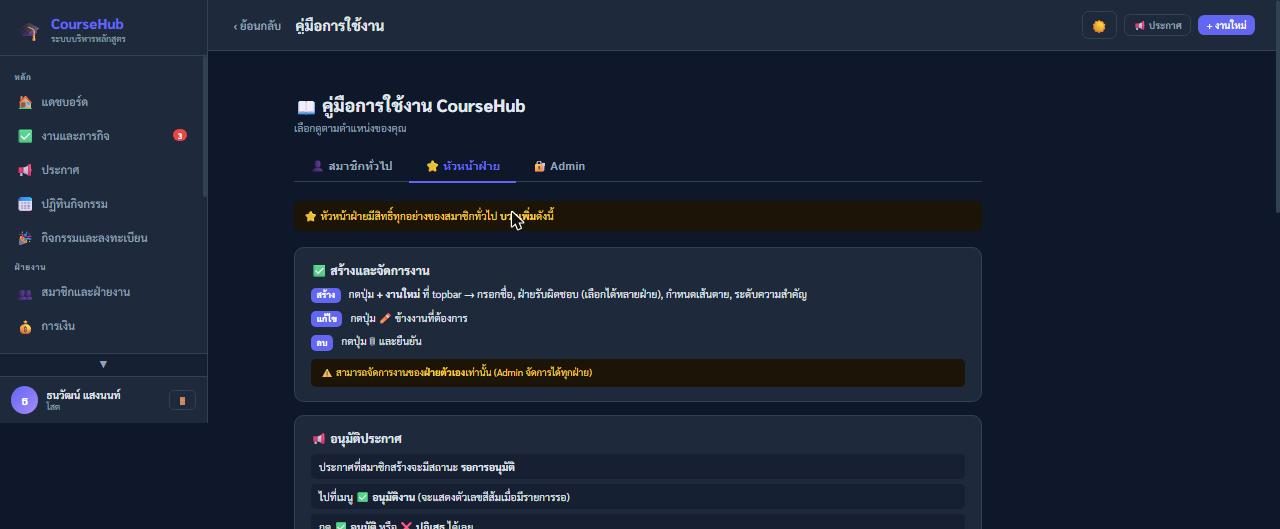 CourseHub
ระบบบริหารหลักสูตร
หลัก
แดชบอร์ด
งานและภารกิจ 3
ประกาศ
ปฏิทินกิจกรรม
กิจกรรมและลงทะเบียน
ฝ่ายงาน
สมาชิกและฝ่ายงาน
การเงิน
▼
ธ ธนวัฒน์ แสงนนท์
โสต
‹ ย้อนกลับ คู่มือการใช้งาน
ประกาศ + งานใหม่
คู่มือการใช้งาน CourseHub
เลือกดูตามตำแหน่งของคุณ
สมาชิกทั่วไป หัวหน้าฝ่าย Admin
หัวหน้าฝ่ายมีสิทธิ์ทุกอย่างของสมาชิกทั่วไป ดังนี้
สร้างและจัดการงาน
สร้าง กดปุ่ม + งานใหม่ ที่ topbar → กรอกชื่อ, ฝ่ายรับผิดชอบ (เลือกได้หลายฝ่าย), กำหนดเส้นตาย, ระดับความสำคัญ
แก้ไข กดปุ่ม ข้างงานที่ต้องการ
ลบ กดปุ่ม และยืนยัน
สามารถจัดการงานของฝ่ายตัวเองเท่านั้น (Admin จัดการได้ทุกฝ่าย)
อนุมัติประกาศ
ประกาศที่สมาชิกสร้างจะมีสถานะ รอการอนุมัติ
ไปที่เมนู ✅ อนุมัติงาน (จะแสดงตัวเลขสีส้มเมื่อมีรายการรอ)
กด ✅ อนุมัติ หรือ ❌ ปฏิเสธ ได้เลย